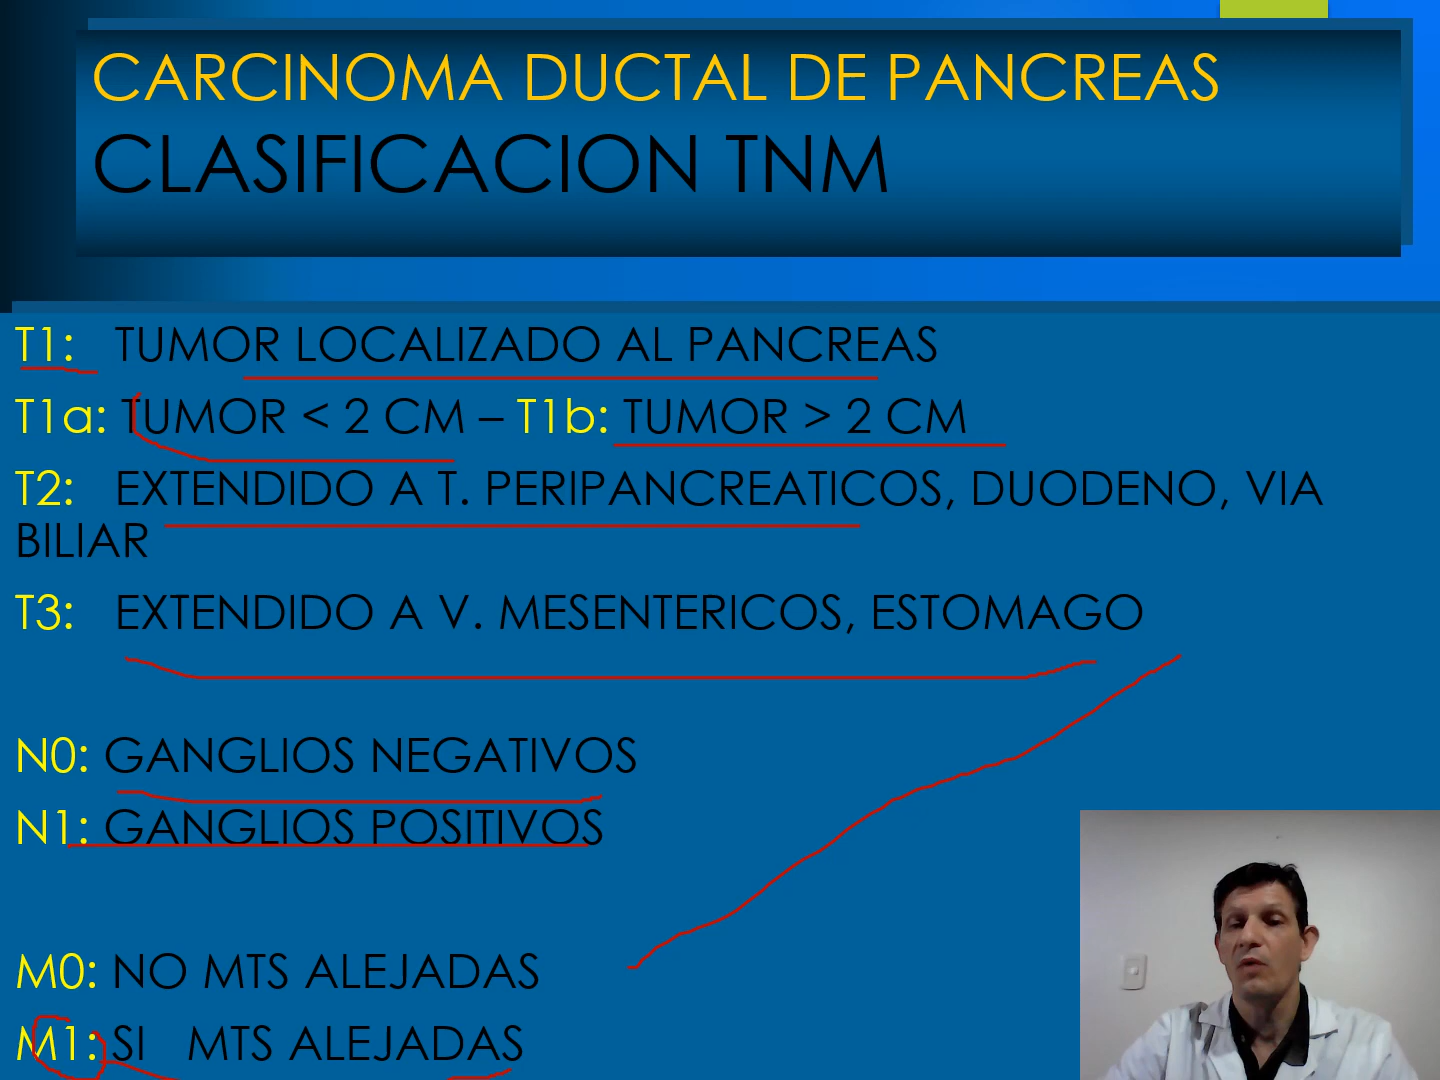 CARCINOMA DUCTAL DE PANCREAS
CLASIFICACION TNM
T1: TUMOR LOCALIZADO AL PANCREAS
T1a: TUMOR < 2 CM – T1b: TUMOR > 2 CM
T2: EXTENDIDO A T. PERIPANCREATICOS, DUODENO, VIA
BILIAR
T3: EXTENDIDO A V. MESENTERICOS, ESTOMAGO
N0: GANGLIOS NEGATIVOS
N1: GANGLIOS POSITIVOS
M0: NO MTS ALEJADAS
M1: SI MTS ALEJADAS